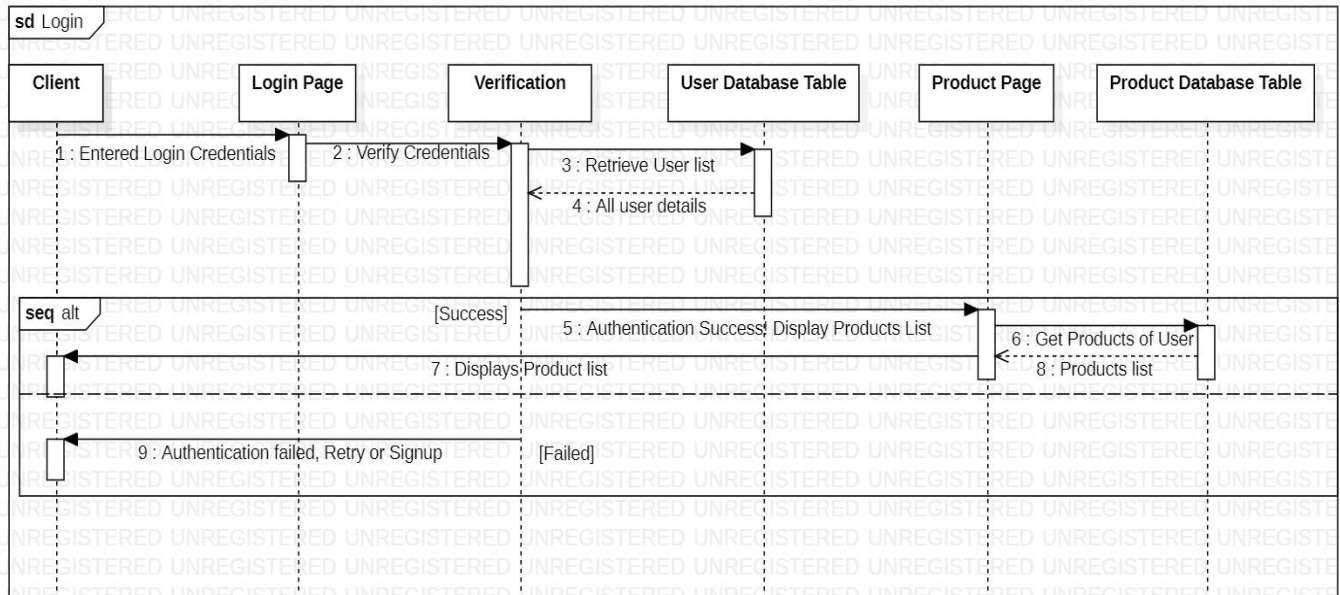 sd Login
Client
Login Page
Verification
User Database Table
Product Page
Product Database Table
1 : Entered Login Credentials
2 : Verify Credentials
3 : Retrieve User list
4 : All user details
seq alt
[Success]
5 : Authentication Success! Display Products List
6 : Get Products of User
7 : Displays Product list
8 : Products list
9 : Authentication failed, Retry or Signup
[Failed]
UNREGISTERED